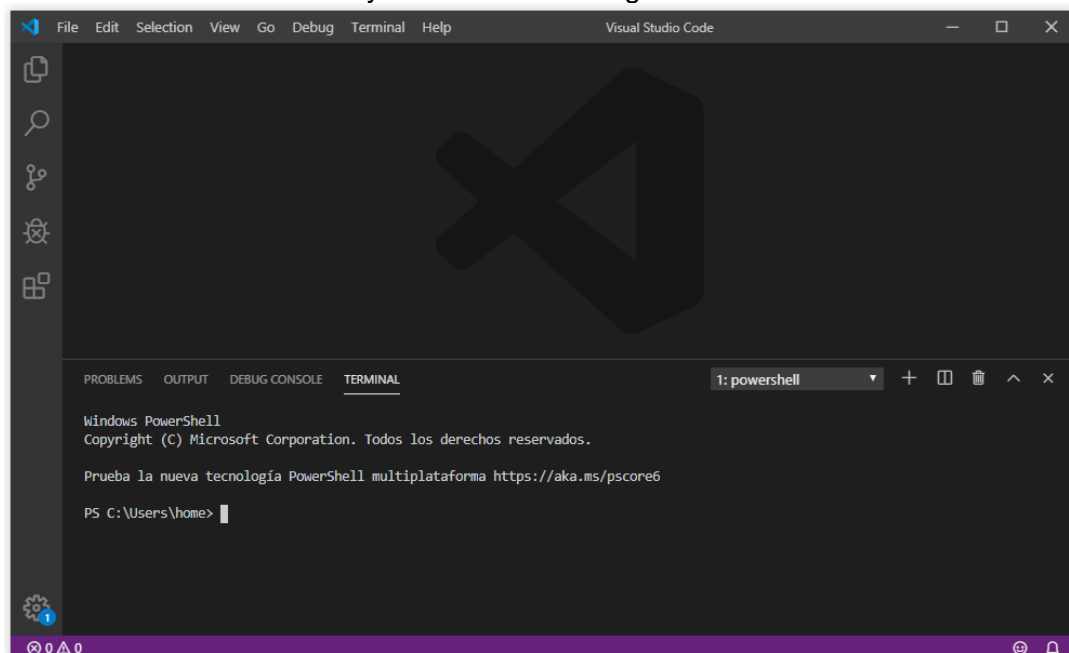 File Edit Selection View Go Debug Terminal Help Visual Studio Code
PROBLEMS OUTPUT DEBUG CONSOLE TERMINAL 1: powershell
Windows PowerShell
Copyright (C) Microsoft Corporation. Todos los derechos reservados.
Prueba la nueva tecnología PowerShell multiplataforma https://aka.ms/pscore6
PS C:\Users\home>
1
0 0